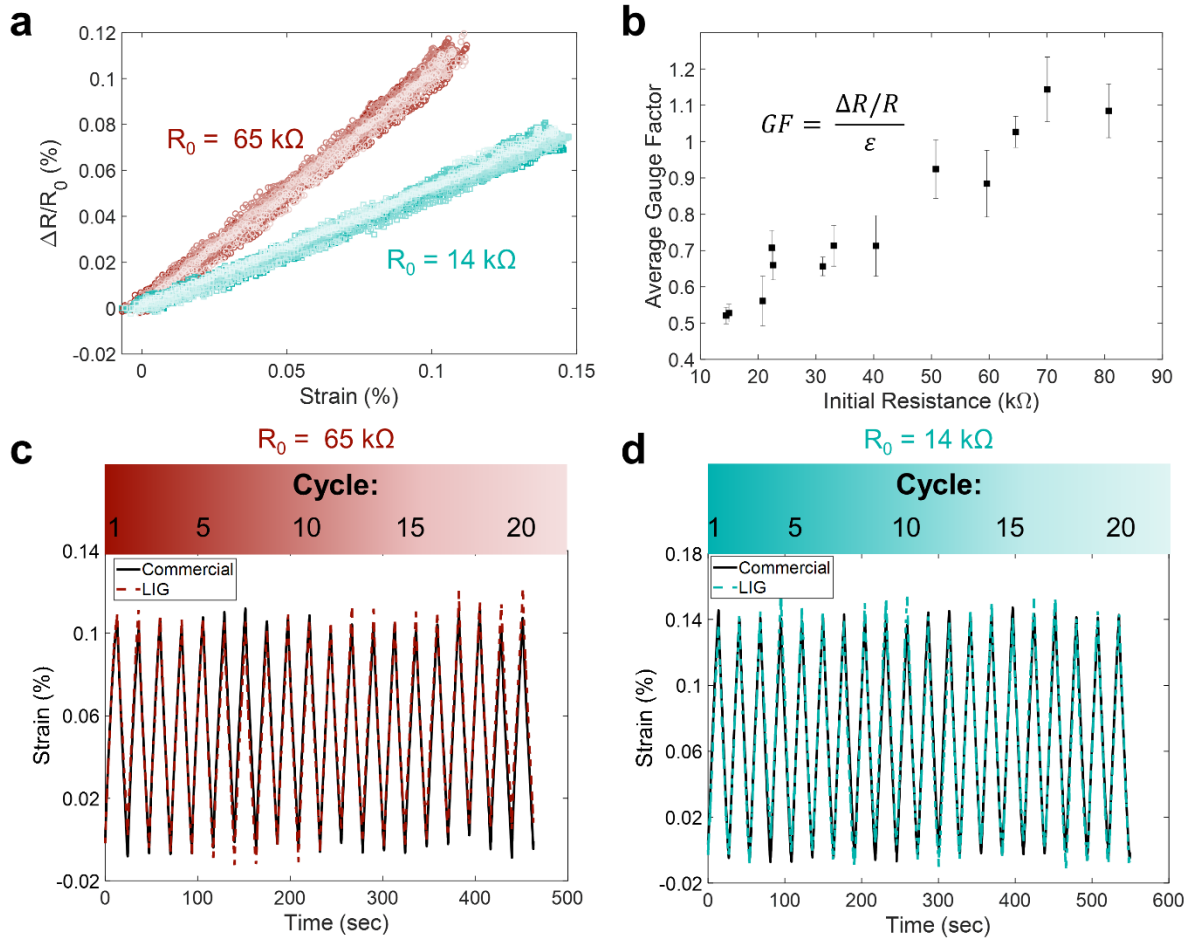 a
0.12
0.1
0.08
0.06
0.04
0.02
0
-0.02
ΔR/R0 (%)
R0 = 65 kΩ
R0 = 14 kΩ
0
0.05
0.1
0.15
Strain (%)
b
1.2
1.1
1
0.9
0.8
0.7
0.6
0.5
0.4
Average Gauge Factor
GF = ΔR/R / ε
10
20
30
40
50
60
70
80
90
Initial Resistance (kΩ)
c
R0 = 65 kΩ
Cycle:
1 5 10 15 20
0.14
0.1
0.06
0.02
-0.02
Strain (%)
Commercial
LIG
0
100
200
300
400
500
Time (sec)
d
R0 = 14 kΩ
Cycle:
1 5 10 15 20
0.18
0.14
0.1
0.06
0.02
-0.02
Strain (%)
Commercial
LIG
0
100
200
300
400
500
600
Time (sec)